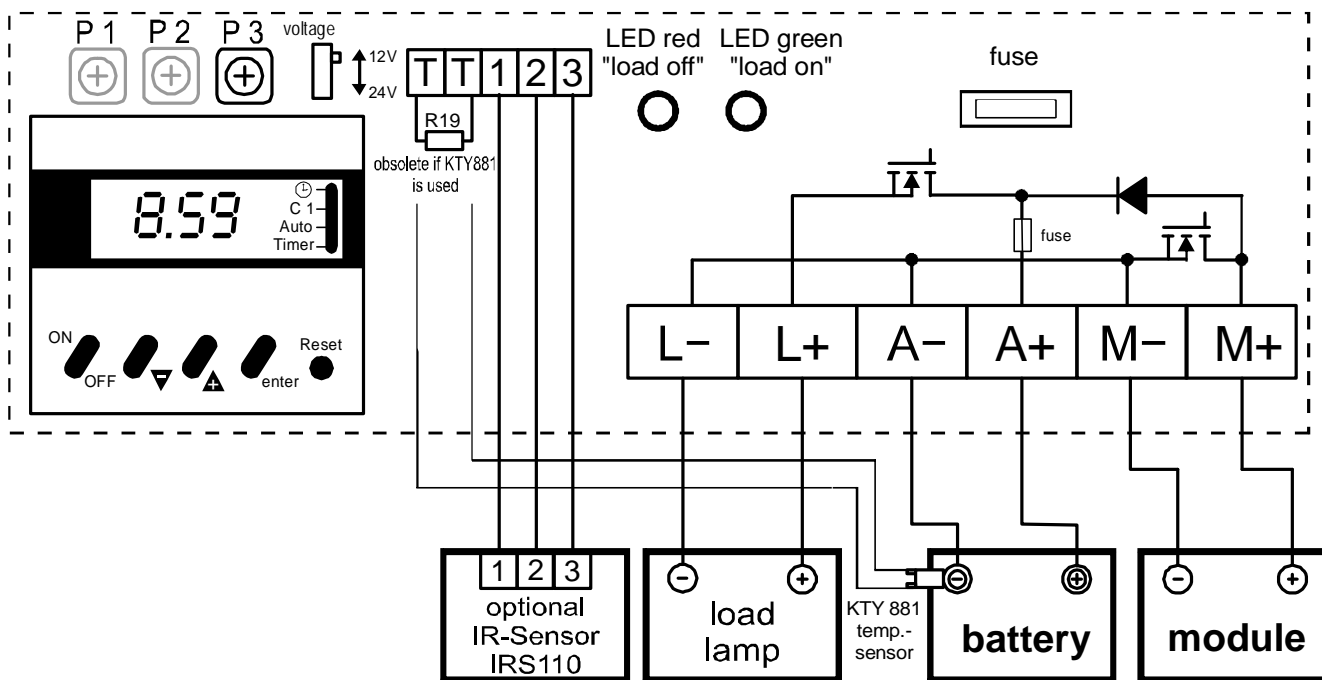 P 1 P 2 P 3
voltage
12V
24V
T T 1 2 3
R19
obsolete if KTY881
is used
LED red
"load off"
LED green
"load on"
fuse
8.59
C 1
Auto
Timer
ON
OFF
−
+
enter
Reset
fuse
L− L+ A− A+ M− M+
1 2 3
optional
IR-Sensor
IRS110
− +
load
lamp
KTY 881
temp.-
sensor
− +
battery
− +
module